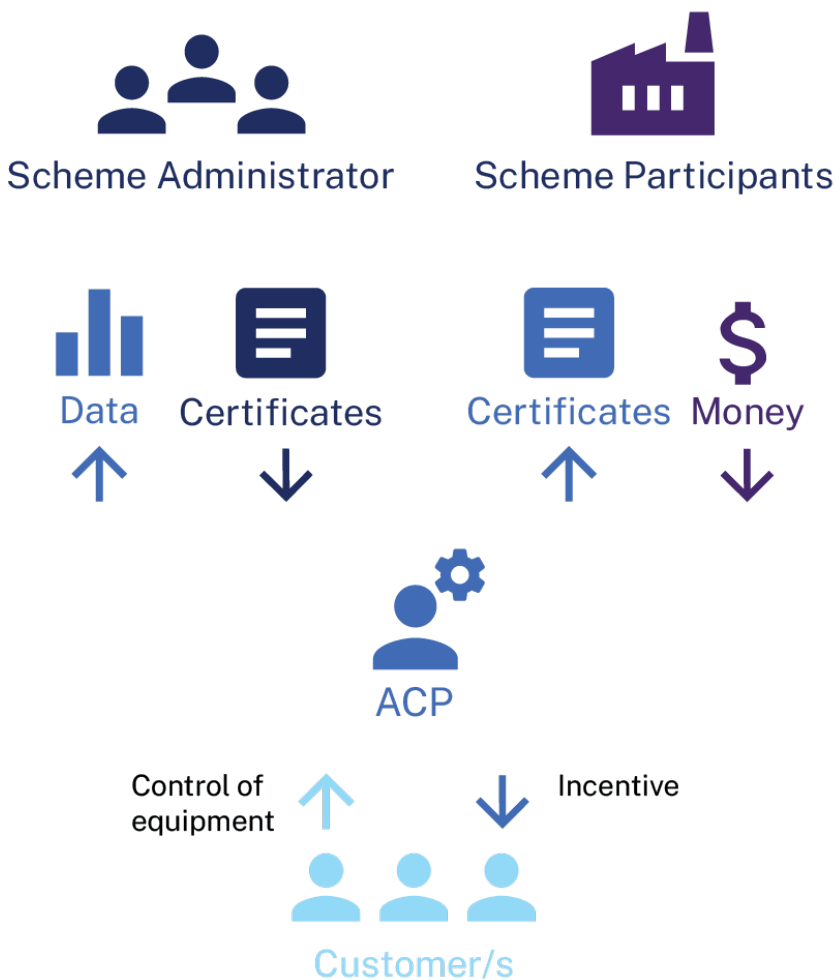 Scheme Administrator
Scheme Participants
Data
Certificates
Certificates
Money
$
ACP
Control of
equipment
Incentive
Customer/s